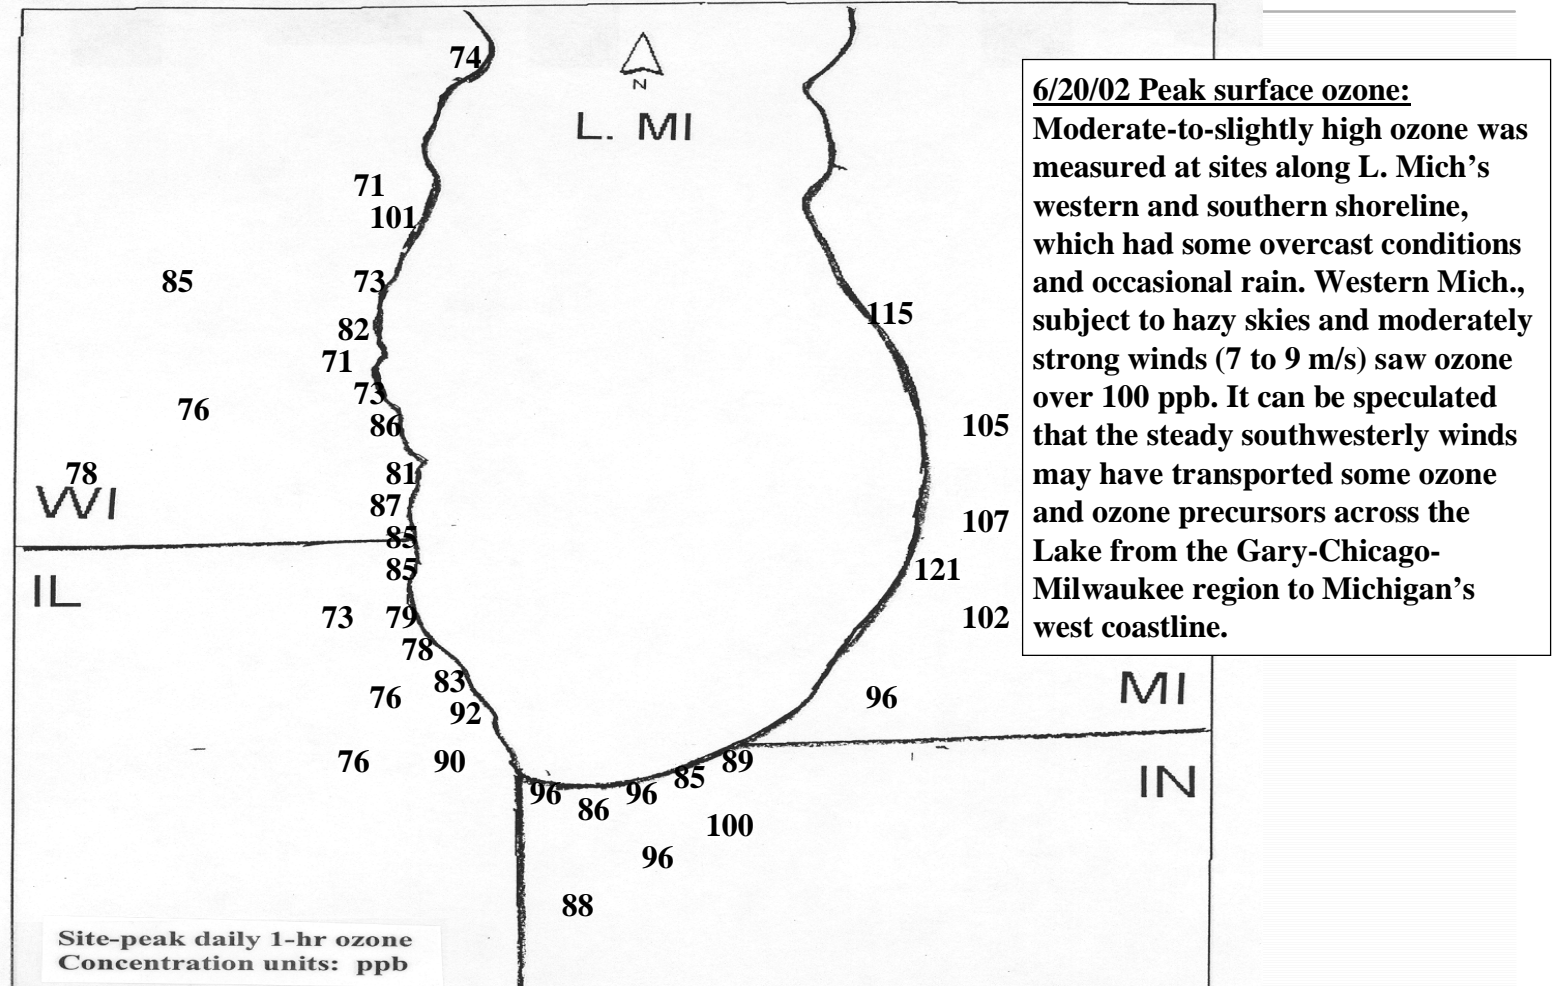 74
N
L. MI
6/20/02 Peak surface ozone:
Moderate-to-slightly high ozone was
measured at sites along L. Mich’s
western and southern shoreline,
which had some overcast conditions
and occasional rain. Western Mich.,
subject to hazy skies and moderately
strong winds (7 to 9 m/s) saw ozone
over 100 ppb. It can be speculated
that the steady southwesterly winds
may have transported some ozone
and ozone precursors across the
Lake from the Gary-Chicago-
Milwaukee region to Michigan’s
west coastline.
71
101
85
73
115
82
71
73
76
86
105
81
78
WI
87
107
85
85
121
IL
73
79
102
78
83
76
92
96
MI
76
90
89
85
IN
96
96
86
100
96
88
Site-peak daily 1-hr ozone
Concentration units: ppb